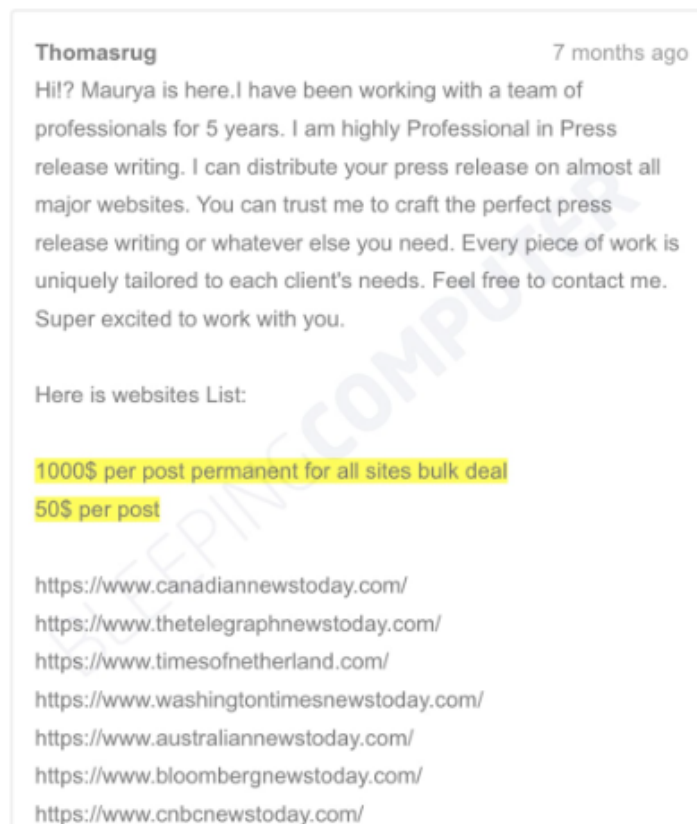 Thomasrug 7 months ago
Hi!? Maurya is here.I have been working with a team of
professionals for 5 years. I am highly Professional in Press
release writing. I can distribute your press release on almost all
major websites. You can trust me to craft the perfect press
release writing or whatever else you need. Every piece of work is
uniquely tailored to each client's needs. Feel free to contact me.
Super excited to work with you.
Here is websites List:
1000$ per post permanent for all sites bulk deal
50$ per post
https://www.canadiannewstoday.com/
https://www.thetelegraphnewstoday.com/
https://www.timesofnetherland.com/
https://www.washingtontimesnewstoday.com/
https://www.australiannewstoday.com/
https://www.bloombergnewstoday.com/
https://www.cnbcnewstoday.com/
BLEEPINGCOMPUTER